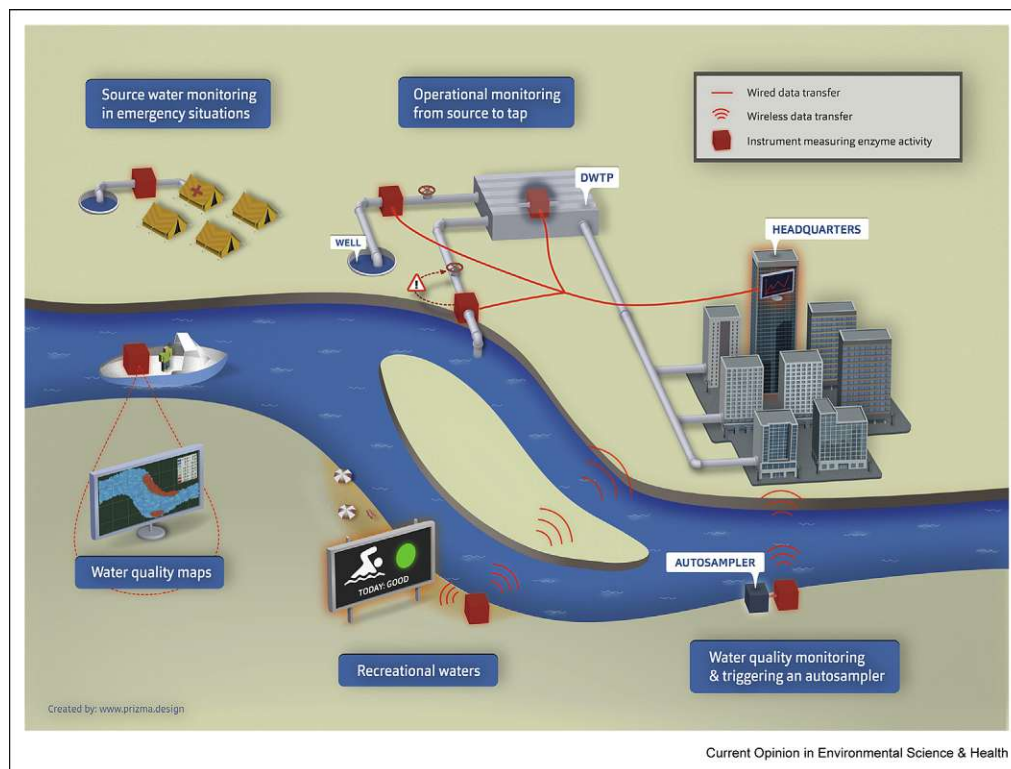 Source water monitoring
in emergency situations
Operational monitoring
from source to tap
Wired data transfer
Wireless data transfer
Instrument measuring enzyme activity
DWTP
WELL
HEADQUARTERS
!
Water quality maps
TODAY: GOOD
AUTOSAMPLER
Recreational waters
Water quality monitoring
& triggering an autosampler
Created by: www.prizma.design
Current Opinion in Environmental Science & Health